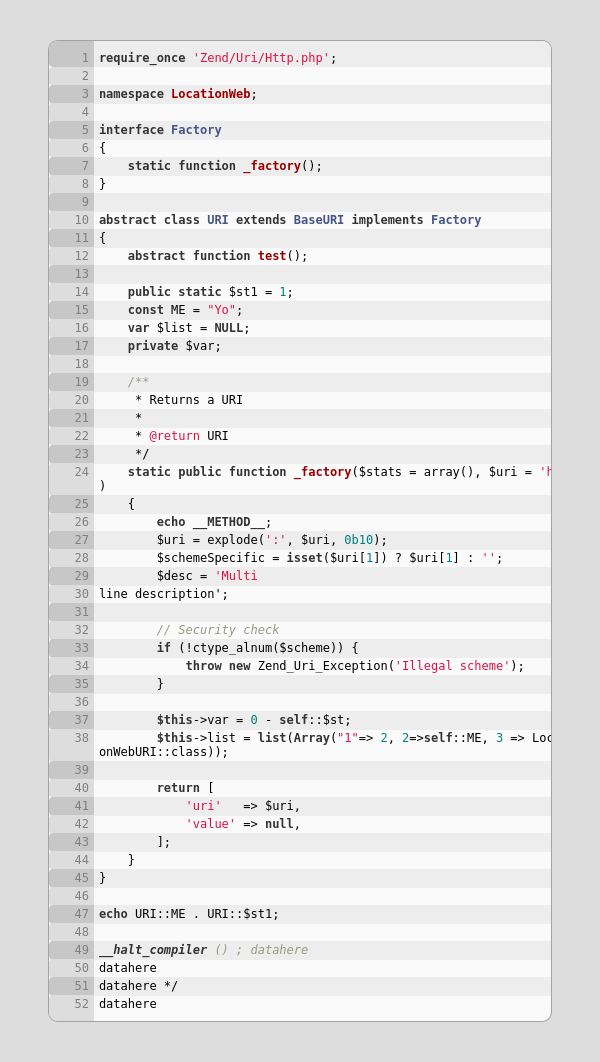 1 require_once 'Zend/Uri/Http.php';
2
3 namespace LocationWeb;
4
5 interface Factory
6 {
7     static function _factory();
8 }
9
10 abstract class URI extends BaseURI implements Factory
11 {
12     abstract function test();
13
14     public static $st1 = 1;
15     const ME = "Yo";
16     var $list = NULL;
17     private $var;
18
19     /**
20      * Returns a URI
21      *
22      * @return URI
23      */
24     static public function _factory($stats = array(), $uri = 'h
)
25     {
26         echo __METHOD__;
27         $uri = explode(':', $uri, 0b10);
28         $schemeSpecific = isset($uri[1]) ? $uri[1] : '';
29         $desc = 'Multi
30 line description';
31
32         // Security check
33         if (!ctype_alnum($scheme)) {
34             throw new Zend_Uri_Exception('Illegal scheme');
35         }
36
37         $this->var = 0 - self::$st;
38         $this->list = list(Array("1"=> 2, 2=>self::ME, 3 => Loc
onWebURI::class));
39
40         return [
41             'uri'   => $uri,
42             'value' => null,
43         ];
44     }
45 }
46
47 echo URI::ME . URI::$st1;
48
49 __halt_compiler () ; datahere
50 datahere
51 datahere */
52 datahere